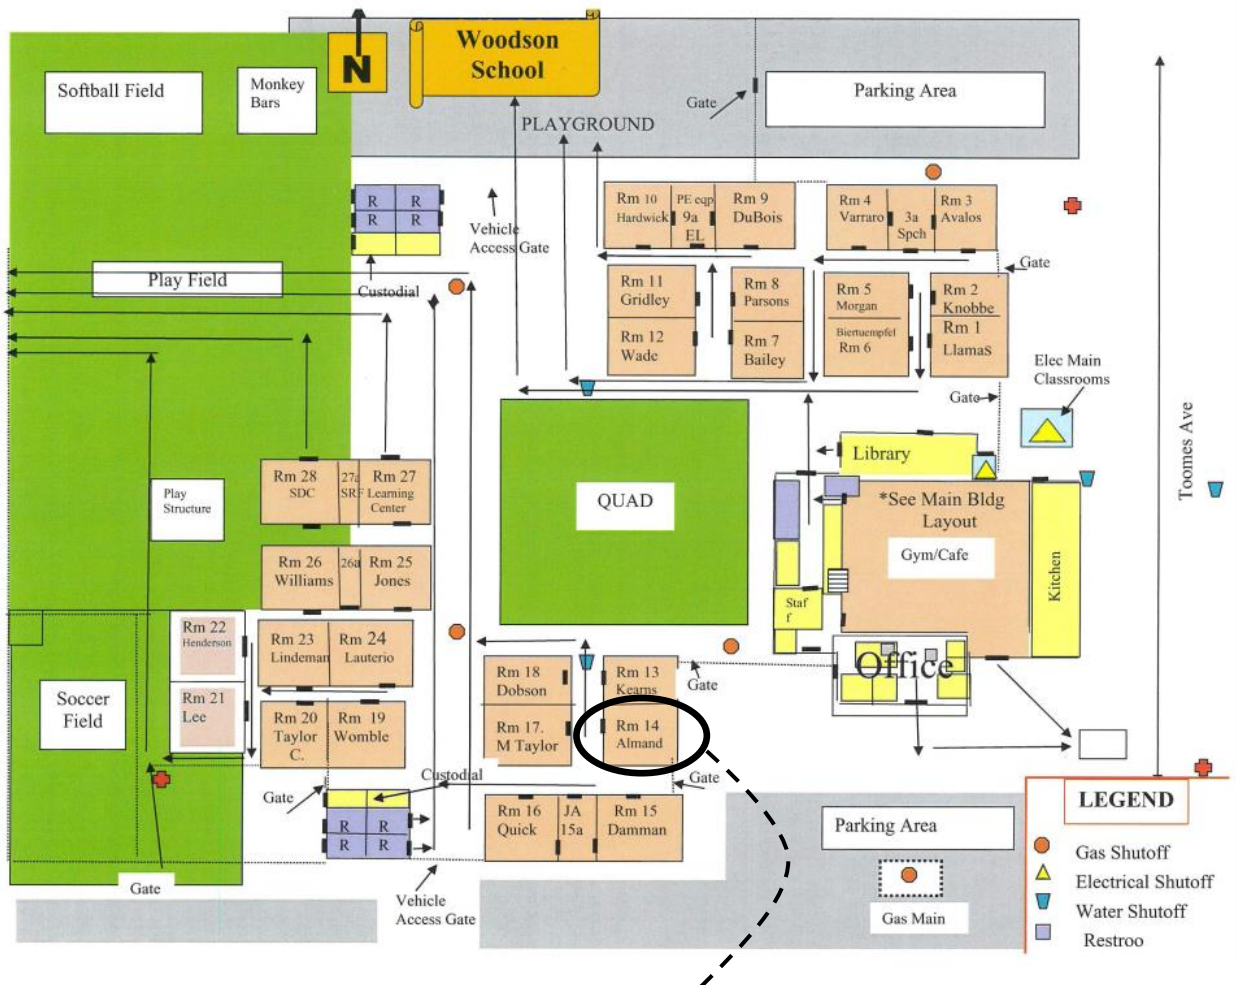 Woodson
School
N
Softball Field
Monkey
Bars
Gate
Parking Area
PLAYGROUND
R R
R R
Vehicle
Access Gate
Custodial
Rm 10
Hardwick
PE eqp
9a
EL
Rm 9
DuBois
Rm 4
Varraro
3a
Spch
Rm 3
Avalos
Gate
Play Field
Rm 11
Gridley
Rm 12
Wade
Rm 8
Parsons
Rm 7
Bailey
Rm 5
Morgan
Biertuempfel
Rm 6
Rm 2
Knobbe
Rm 1
Llamas
Elec Main
Classrooms
Gate
Toomes Ave
Library
*See Main Bldg
Layout
Gym/Cafe
Kitchen
Staf
f
Office
QUAD
Rm 28
SDC
Rm 27
Learning
Center
Play
Structure
Rm 26
Williams
26a
Rm 25
Jones
Rm 22
Henderson
Rm 21
Lee
Rm 23
Lindeman
Rm 24
Lauterio
Soccer
Field
Rm 20
Taylor
C.
Rm 19
Womble
Rm 18
Dobson
Rm 17.
M Taylor
Rm 13
Kearns
Rm 14
Almand
Gate
Gate
Custodial
Gate
R R
R R
Rm 16
Quick
JA
15a
Rm 15
Damman
Gate
Vehicle
Access Gate
Parking Area
Gas Main
LEGEND
Gas Shutoff
Electrical Shutoff
Water Shutoff
Restroo